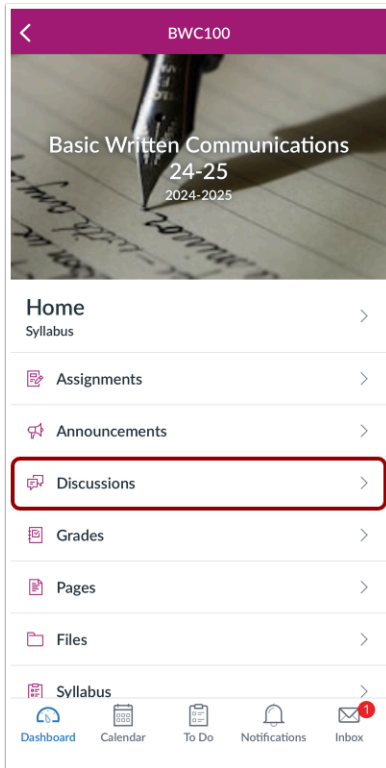 BWC100
Basic Written Communications
24-25
2024-2025
Home
Syllabus
Assignments
Announcements
Discussions
Grades
Pages
Files
Syllabus
1
Dashboard Calendar To Do Notifications Inbox